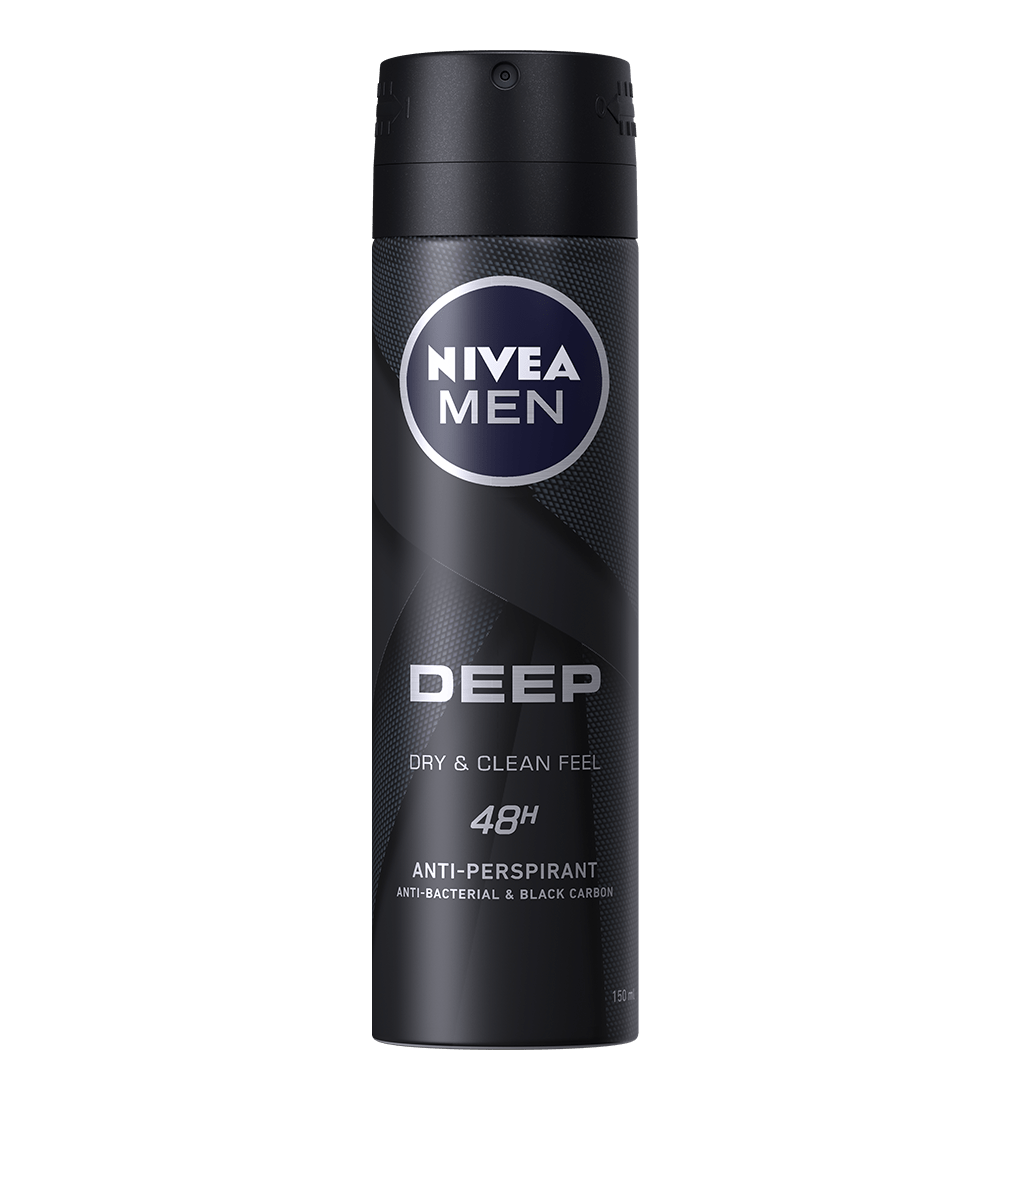 NIVEA
MEN
DEEP
DRY & CLEAN FEEL
48H
ANTI-PERSPIRANT
ANTI-BACTERIAL & BLACK CARBON
150 ml